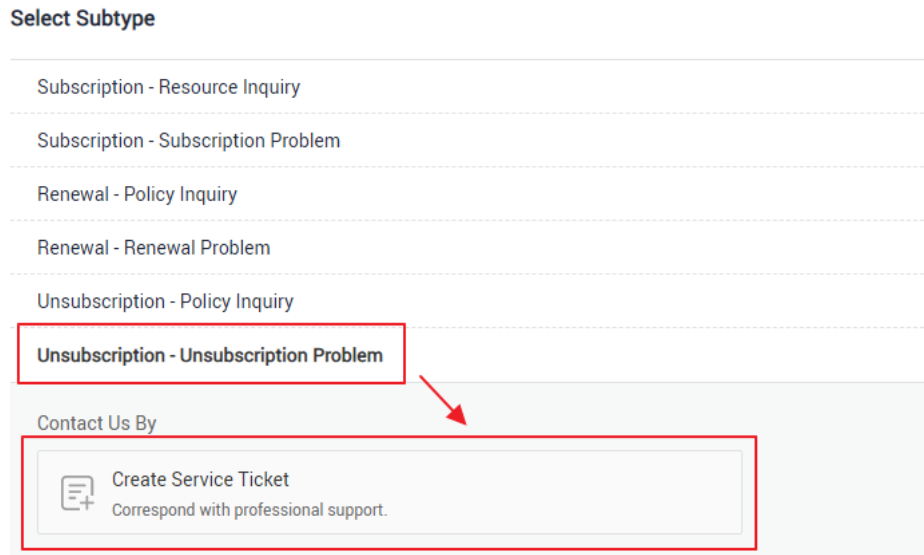 Select Subtype
Subscription - Resource Inquiry
Subscription - Subscription Problem
Renewal - Policy Inquiry
Renewal - Renewal Problem
Unsubscription - Policy Inquiry
Unsubscription - Unsubscription Problem
Contact Us By
Create Service Ticket
Correspond with professional support.